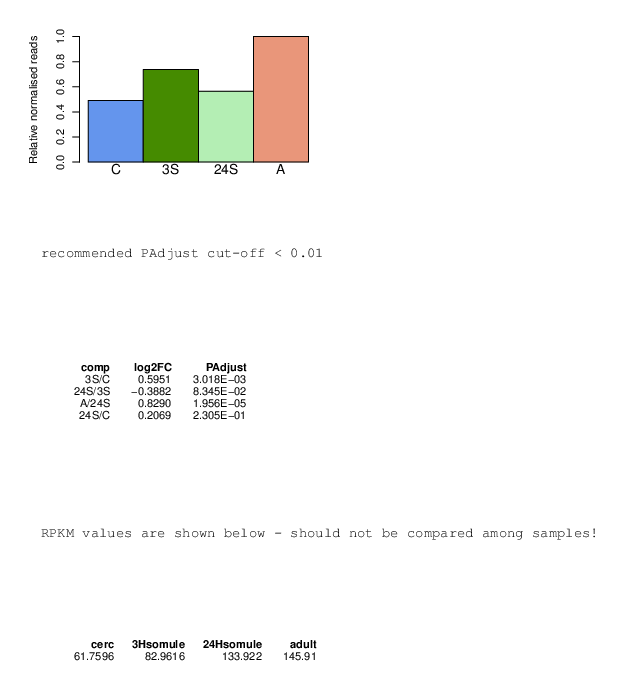 Relative normalised reads
1.0
0.8
0.6
0.4
0.2
0.0
C 3S 24S A
recommended PAdjust cut-off < 0.01
comp log2FC PAdjust
3S/C 0.5951 3.018E−03
24S/3S −0.3882 8.345E−02
A/24S 0.8290 1.956E−05
24S/C 0.2069 2.305E−01
RPKM values are shown below - should not be compared among samples!
cerc 3Hsomule 24Hsomule adult
61.7596 82.9616 133.922 145.91